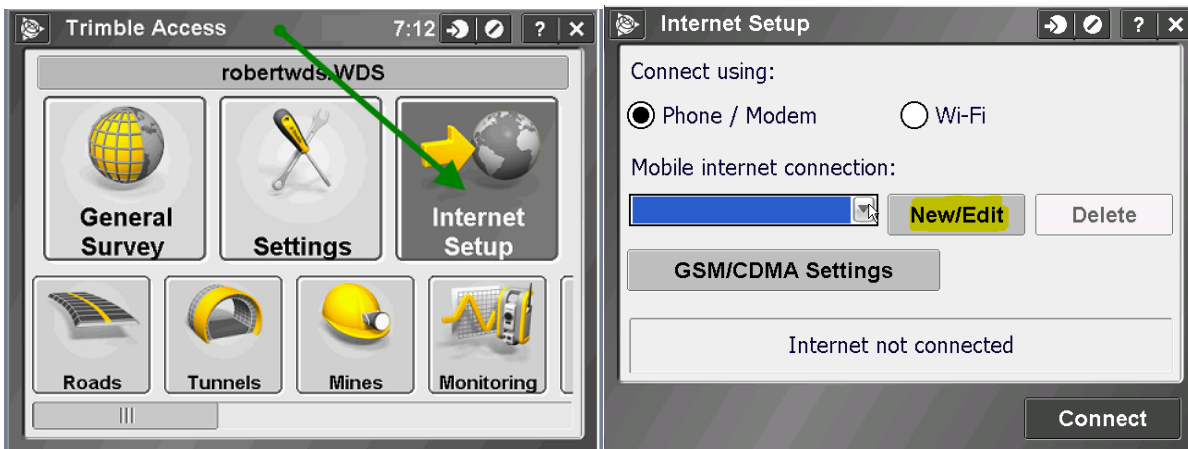 Trimble Access 7:12 ? ×
robertwds.WDS
General
Survey
Settings
Internet
Setup
Roads
Tunnels
Mines
Monitoring
Internet Setup ? ×
Connect using:
Phone / Modem Wi-Fi
Mobile internet connection:
New/Edit Delete
GSM/CDMA Settings
Internet not connected
Connect